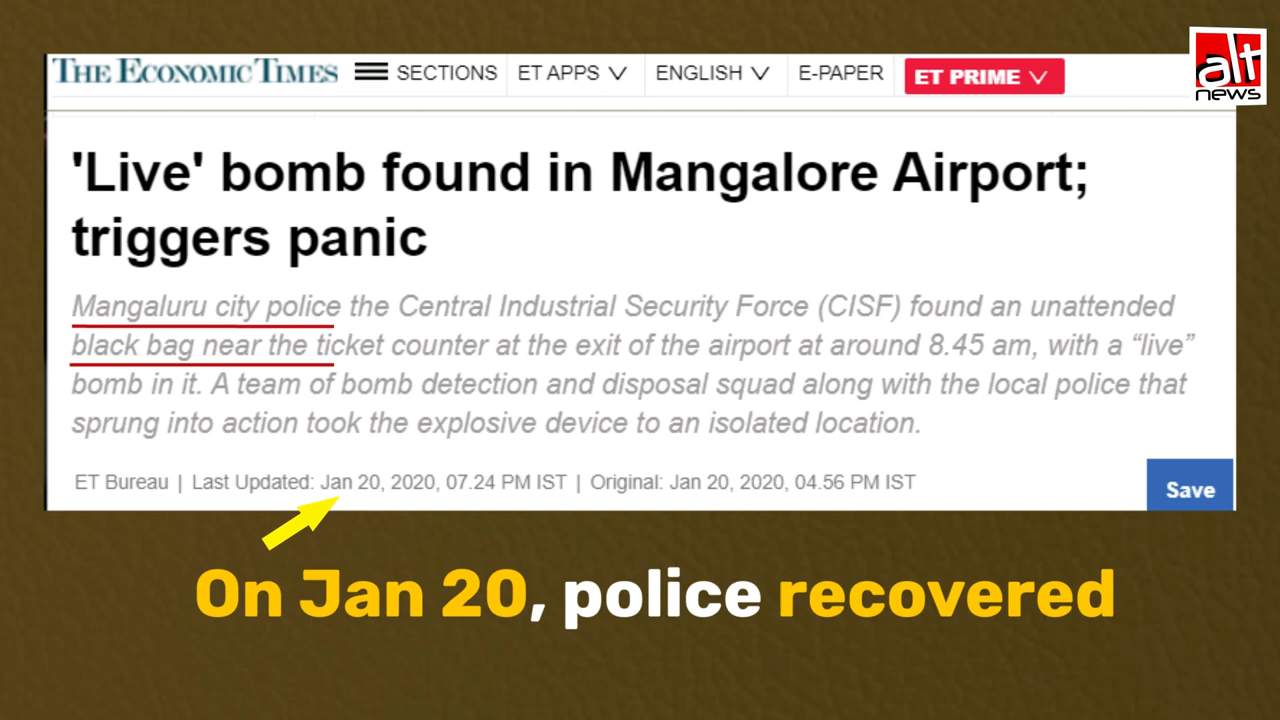 THE ECONOMIC TIMES SECTIONS ET APPS ENGLISH E-PAPER ET PRIME
alt
news
'Live' bomb found in Mangalore Airport;
triggers panic
Mangaluru city police the Central Industrial Security Force (CISF) found an unattended
black bag near the ticket counter at the exit of the airport at around 8.45 am, with a “live”
bomb in it. A team of bomb detection and disposal squad along with the local police that
sprung into action took the explosive device to an isolated location.
ET Bureau | Last Updated: Jan 20, 2020, 07.24 PM IST | Original: Jan 20, 2020, 04.56 PM IST
Save
On Jan 20, police recovered